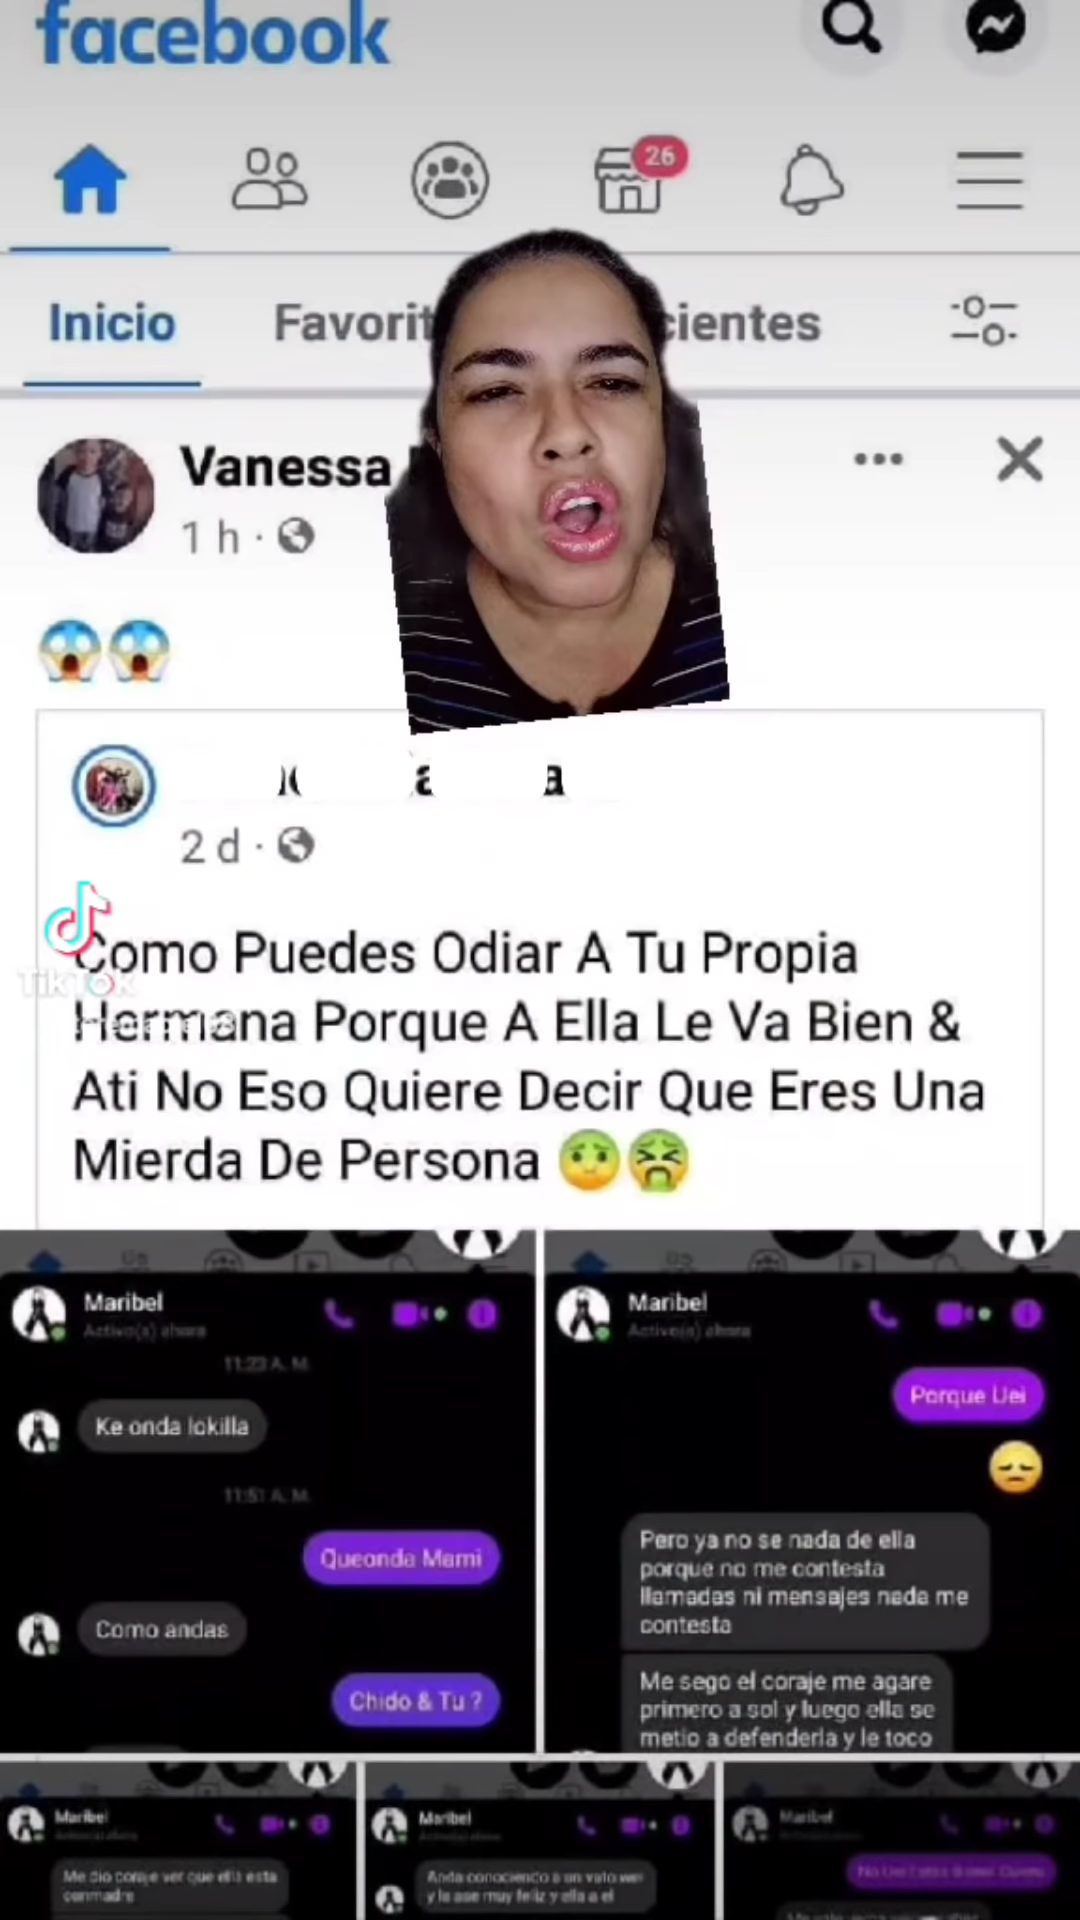 facebook
26
Inicio
Favorit
cientes
Vanessa
1 h
2 d
TikTok
Como Puedes Odiar A Tu Propia
Hermana Porque A Ella Le Va Bien &
Ati No Eso Quiere Decir Que Eres Una
Mierda De Persona
Maribel
Activo(a) ahora
11:23 A. M.
Ke onda lokilla
11:51 A. M.
Queonda Mami
Como andas
Chido & Tu ?
Maribel
Activo(a) ahora
Porque Uei
Pero ya no se nada de ella
porque no me contesta
llamadas ni mensajes nada me
contesta
Me sego el coraje me agare
primero a sol y luego ella se
metio a defenderla y le toco
Maribel
Me dio coraje ver que ella esta
conmadre
Maribel
Anda conociendo a un vato wey
y la ase muy feliz y ella a el
Maribel